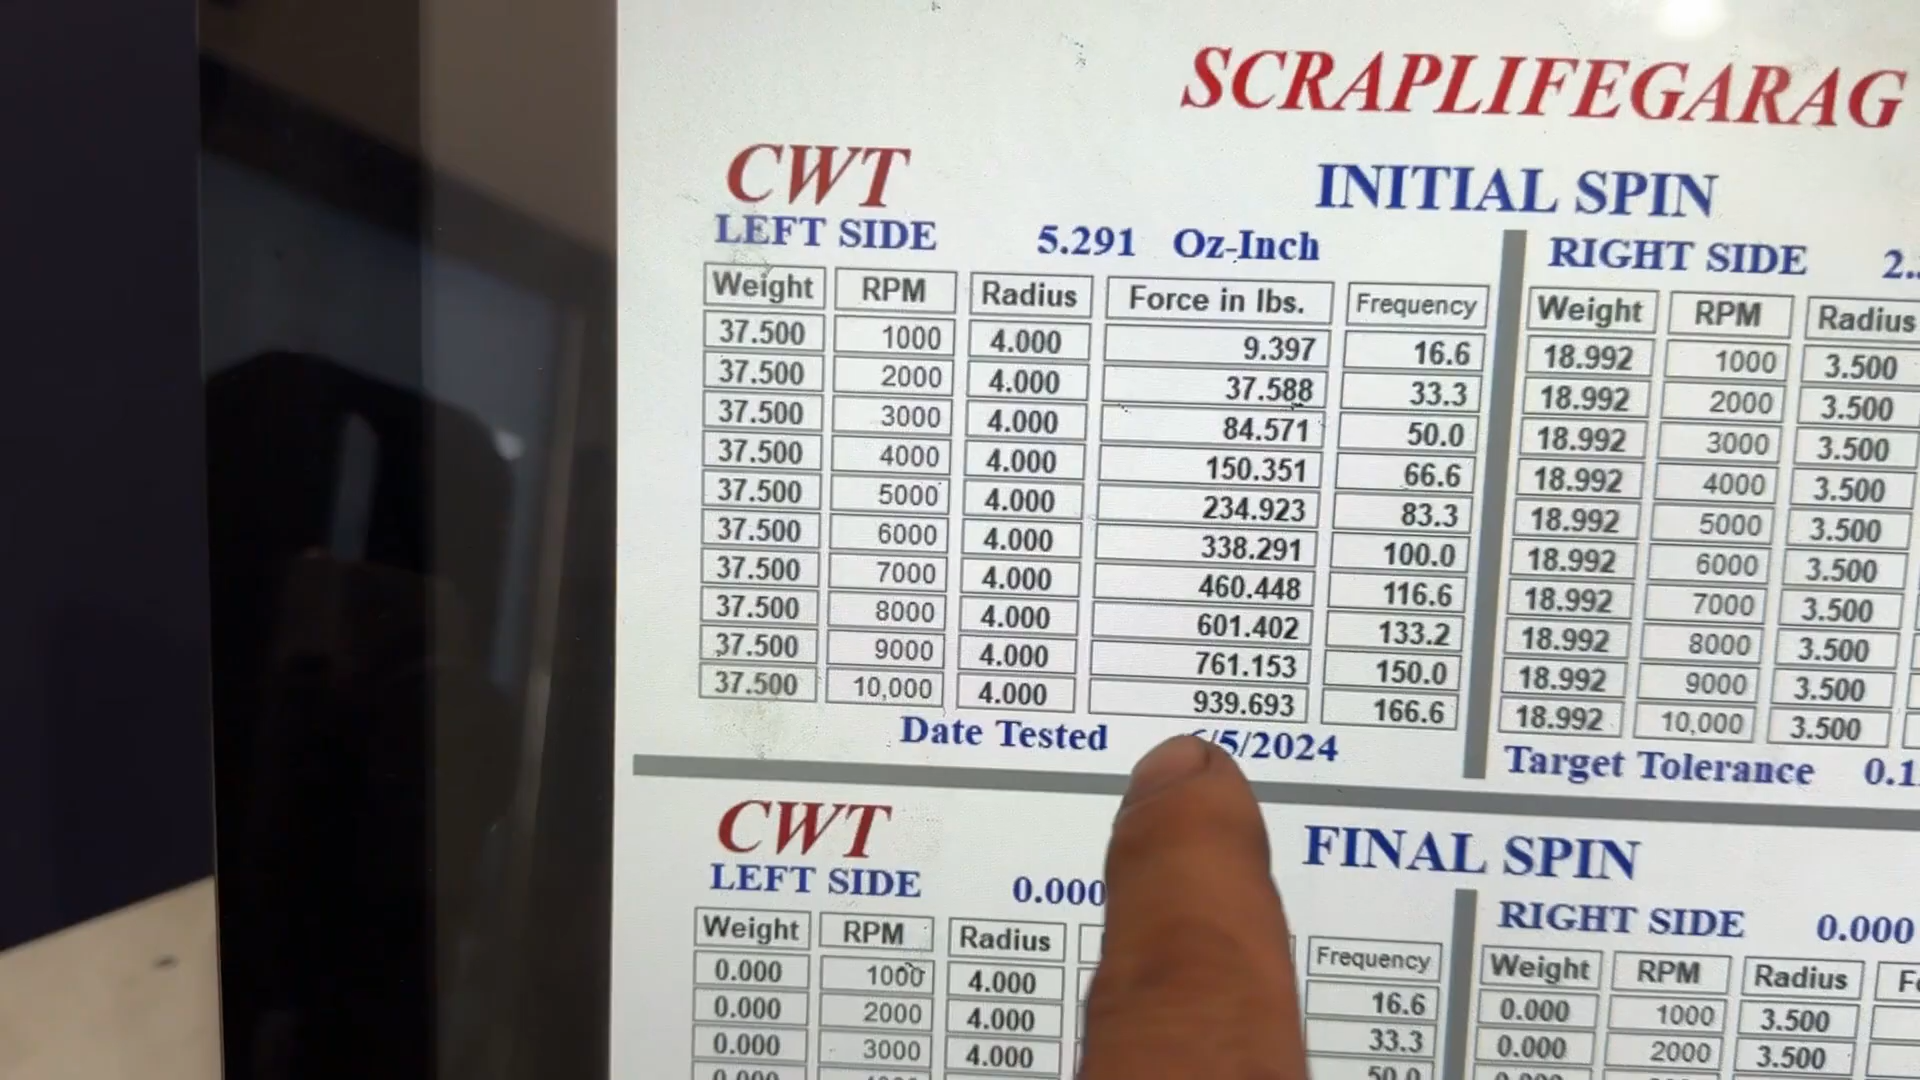 SCRAPLIFEGARAG
CWT
INITIAL SPIN
LEFT SIDE 5.291 Oz-Inch
RIGHT SIDE 2.
Weight RPM Radius Force in lbs. Frequency Weight RPM Radius
37.500 1000 4.000 9.397 16.6 18.992 1000 3.500
37.500 2000 4.000 37.588 33.3 18.992 2000 3.500
37.500 3000 4.000 84.571 50.0 18.992 3000 3.500
37.500 4000 4.000 150.351 66.6 18.992 4000 3.500
37.500 5000 4.000 234.923 83.3 18.992 5000 3.500
37.500 6000 4.000 338.291 100.0 18.992 6000 3.500
37.500 7000 4.000 460.448 116.6 18.992 7000 3.500
37.500 8000 4.000 601.402 133.2 18.992 8000 3.500
37.500 9000 4.000 761.153 150.0 18.992 9000 3.500
37.500 10,000 4.000 939.693 166.6 18.992 10,000 3.500
Date Tested /5/2024
Target Tolerance 0.1
CWT
FINAL SPIN
LEFT SIDE 0.000
RIGHT SIDE 0.000
Weight RPM Radius Frequency Weight RPM Radius
0.000 1000 4.000 16.6 0.000 1000 3.500
0.000 2000 4.000 33.3 0.000 2000 3.500
0.000 3000 4.000 50.0